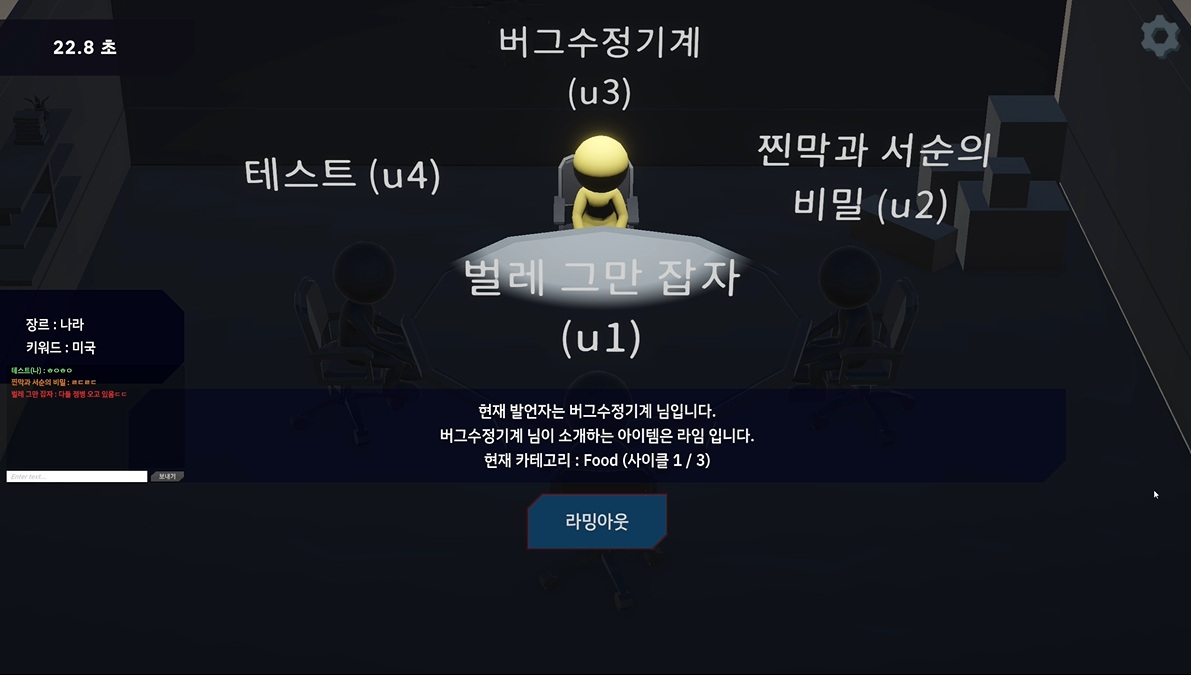 22.8 초
버그수정기계
(u3)
테스트 (u4)
찐막과 서순의
비밀 (u2)
벌레 그만 잡자
(u1)
장르 : 나라
키워드 : 미국
테스트(나) : ㅎㅇㅎㅇ
찐막과 서순의 비밀 : ㄹㄷㄹㄷ
벌레 그만 잡자 : 다들 점병 오고 있음ㄷㄷ
현재 발언자는 버그수정기계 님입니다.
버그수정기계 님이 소개하는 아이템은 라임 입니다.
현재 카테고리 : Food (사이클 1 / 3)
Enter text...
보내기
라밍아웃